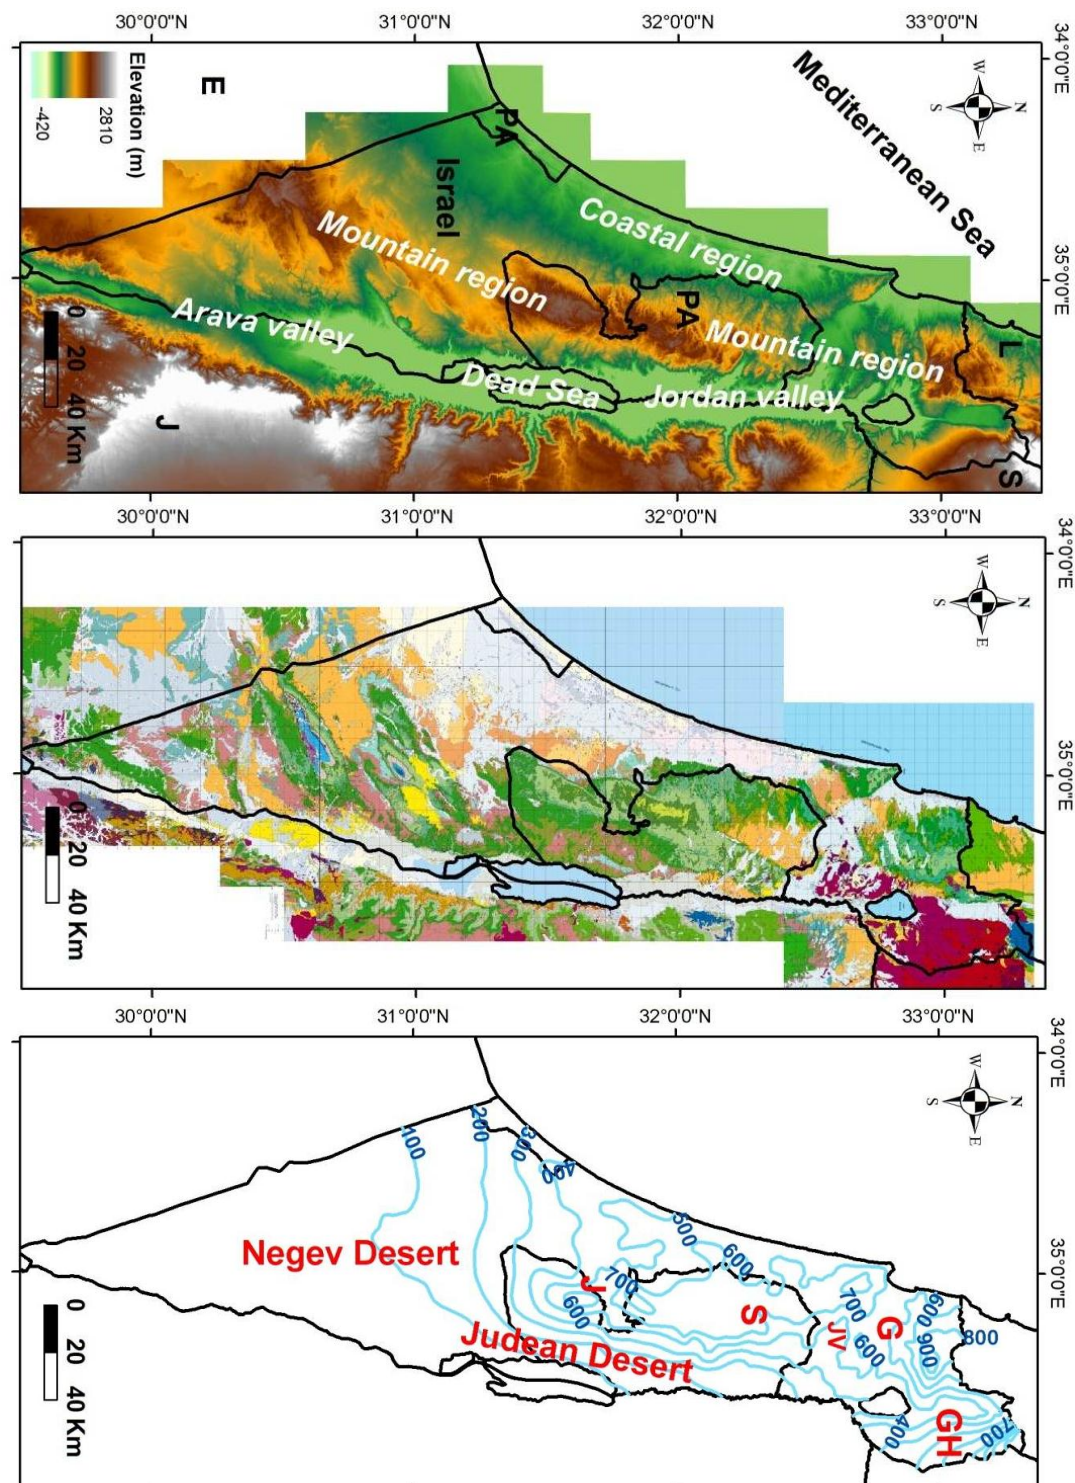 30°0'0"N
31°0'0"N
32°0'0"N
33°0'0"N
34°0'0"E
35°0'0"E
Mediterranean Sea
W
N
S
E
Elevation (m)
-420
2810
E
PA
Israel
Coastal region
Mountain region
PA
Mountain region
L
Arava valley
Dead Sea
Jordan valley
J
S
0
20
40 Km
30°0'0"N
31°0'0"N
32°0'0"N
33°0'0"N
34°0'0"E
35°0'0"E
W
N
S
E
0
20
40 Km
30°0'0"N
31°0'0"N
32°0'0"N
33°0'0"N
34°0'0"E
35°0'0"E
W
N
S
E
100
200
300
400
500
600
700
600
700
600
600
900
800
400
700
Negev Desert
Judean Desert
J
S
JV
G
GH
0
20
40 Km